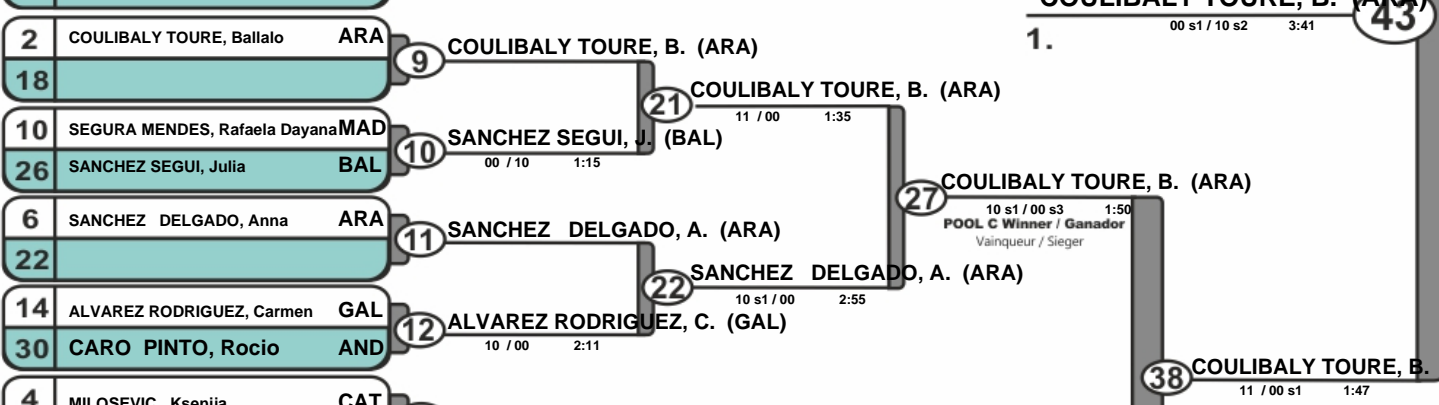 COULIBALY TOURE, B. (ARA)
43
00 s1 / 10 s2 3:41
1.
2 COULIBALY TOURE, Ballalo ARA
18
9 COULIBALY TOURE, B. (ARA)
21 COULIBALY TOURE, B. (ARA)
11 / 00 1:35
10 SEGURA MENDES, Rafaela Dayana MAD
26 SANCHEZ SEGUI, Julia BAL
10 SANCHEZ SEGUI, J. (BAL)
00 / 10 1:15
27 COULIBALY TOURE, B. (ARA)
10 s1 / 00 s3 1:50
POOL C Winner / Ganador
Vainqueur / Sieger
6 SANCHEZ DELGADO, Anna ARA
22
11 SANCHEZ DELGADO, A. (ARA)
22 SANCHEZ DELGADO, A. (ARA)
10 s1 / 00 2:55
14 ALVAREZ RODRIGUEZ, Carmen GAL
30 CARO PINTO, Rocio AND
12 ALVAREZ RODRIGUEZ, C. (GAL)
10 / 00 2:11
38 COULIBALY TOURE, B.
11 / 00 s1 1:47
4 MILOSEVIC, Ksenija CAT